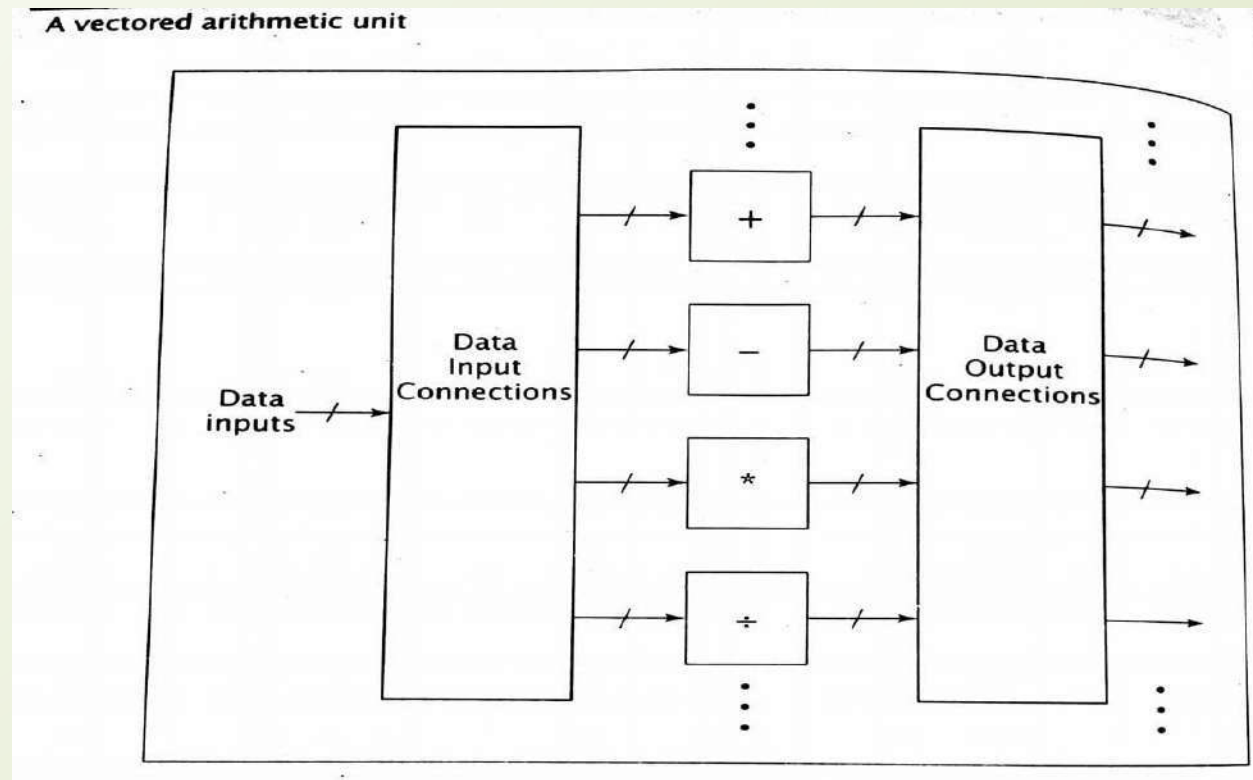 A vectored arithmetic unit
+
Data
Input
Connections
−
Data
Output
Connections
Data
inputs
*
÷